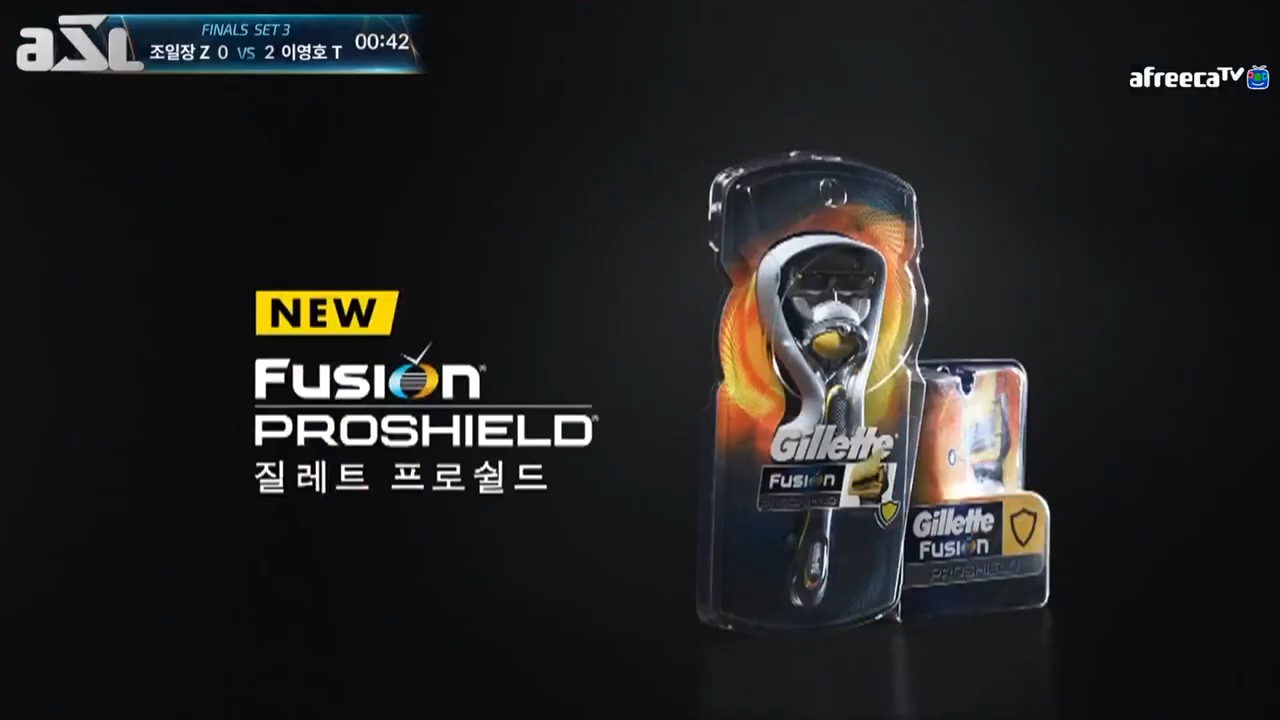 aSL
FINALS SET 3
조일장 Z 0 VS 2 이영호 T
00:42
afreecaTV
NEW
FUSION®
PROSHIELD®
질레트 프로쉴드
Gillette®
FUSION
PROSHIELD
Gillette
FUSION
PROSHIELD